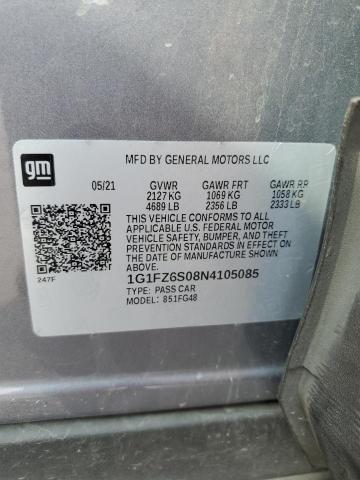 gm
MFD BY GENERAL MOTORS LLC
05/21 GVWR GAWR FRT GAWR RR
2127 KG 1069 KG 1058 KG
4689 LB 2356 LB 2333 LB
THIS VEHICLE CONFORMS TO ALL
APPLICABLE U.S. FEDERAL MOTOR
VEHICLE SAFETY, BUMPER, AND THEFT
PREVENTION STANDARDS IN EFFECT ON
THE DATE OF MANUFACTURE SHOWN ABOVE.
247F 1G1FZ6S08N4105085
TYPE: PASS CAR
MODEL: 851FG48